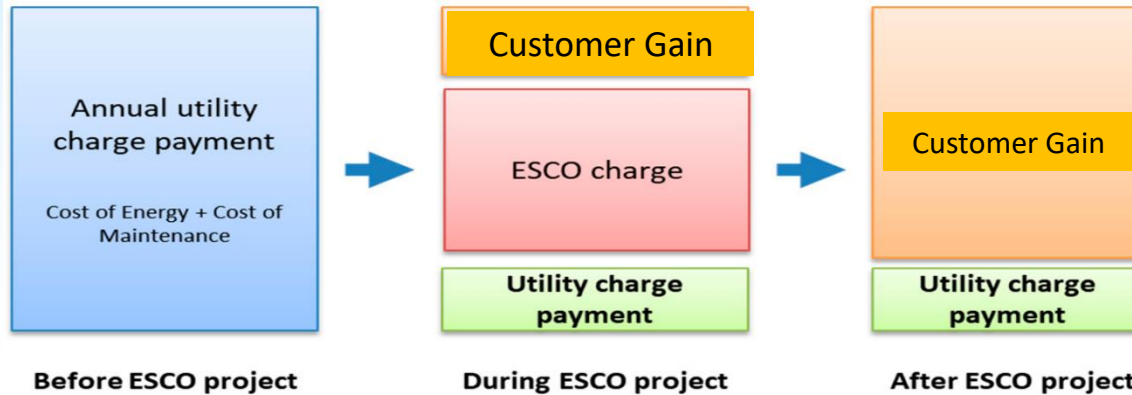 Annual utility
charge payment
Cost of Energy + Cost of
Maintenance
Before ESCO project
Customer Gain
ESCO charge
Utility charge
payment
During ESCO project
Customer Gain
Utility charge
payment
After ESCO project